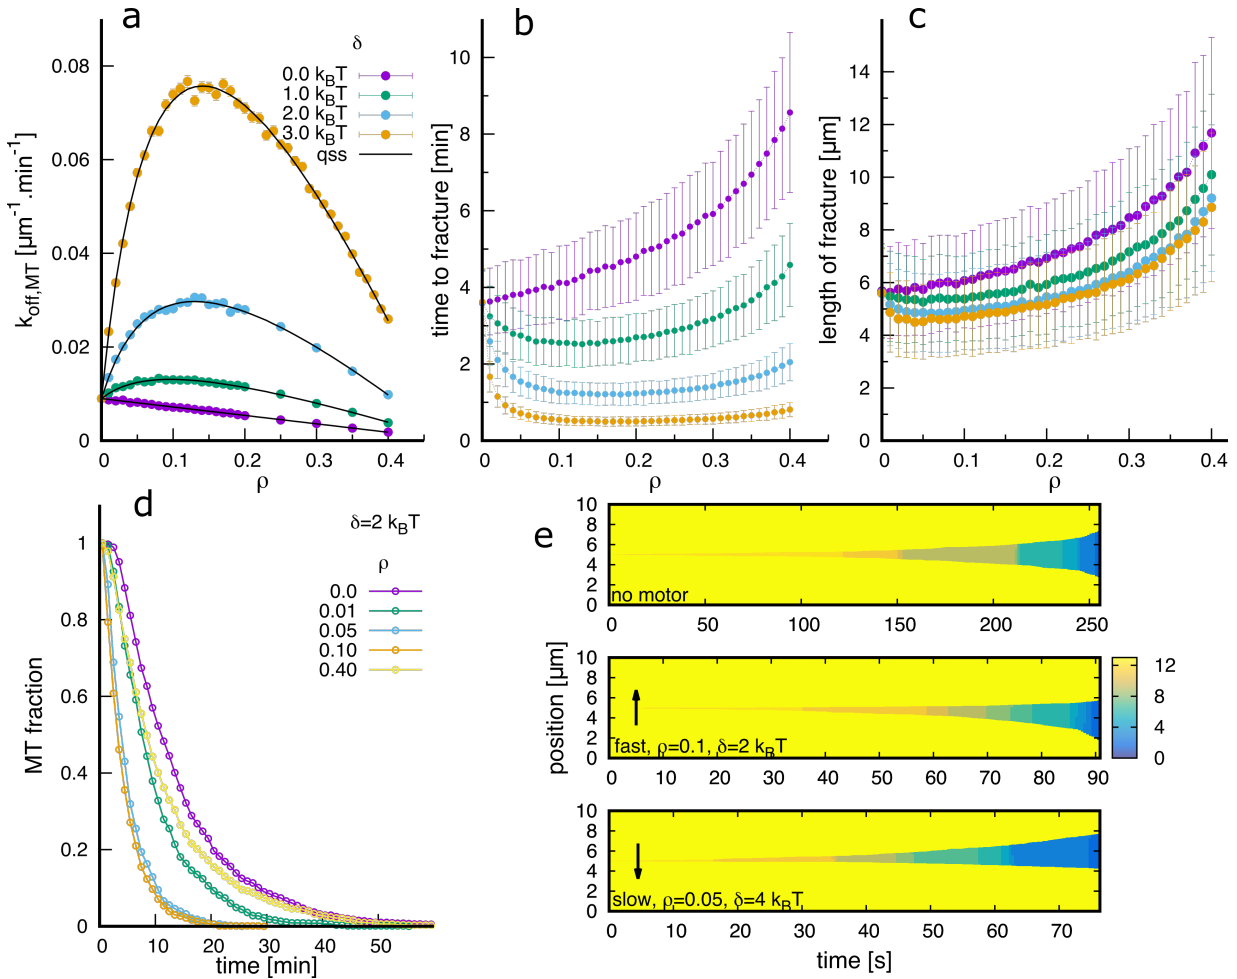 a
k_off,MT [μm⁻¹.min⁻¹]
0.08
0.06
0.04
0.02
0
δ
0.0 k_BT
1.0 k_BT
2.0 k_BT
3.0 k_BT
qss
0 0.1 0.2 0.3 0.4
ρ
b
time to fracture [min]
10
8
6
4
2
0
0 0.1 0.2 0.3 0.4
ρ
c
length of fracture [μm]
14
12
10
8
6
4
2
0
0 0.1 0.2 0.3 0.4
ρ
d
MT fraction
1
0.8
0.6
0.4
0.2
0
δ=2 k_BT
ρ
0.0
0.01
0.05
0.10
0.40
0 10 20 30 40 50
time [min]
e
position [μm]
10
8
6
4
2
0
no motor
0 50 100 150 200 250
10
8
6
4
2
0
fast, ρ=0.1, δ=2 k_BT
0 10 20 30 40 50 60 70 80 90
12
8
4
0
10
8
6
4
2
0
slow, ρ=0.05, δ=4 k_BT
0 10 20 30 40 50 60 70
time [s]